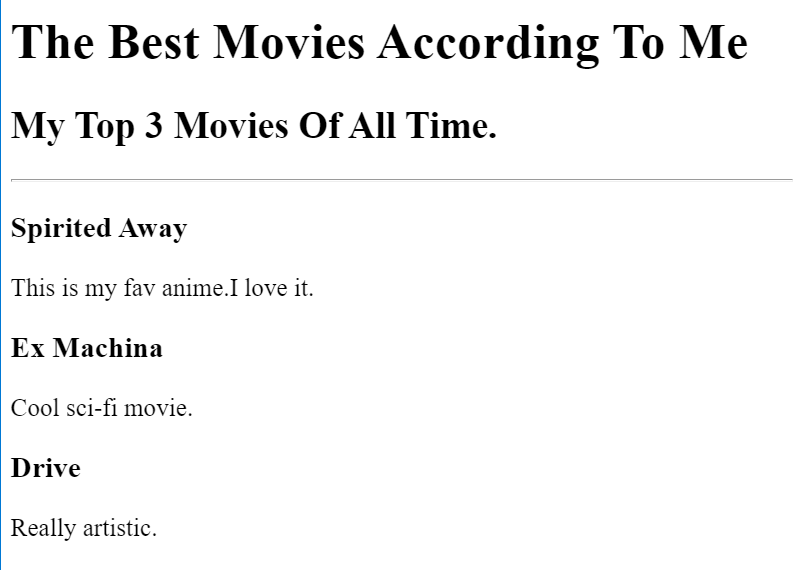 The Best Movies According To Me
My Top 3 Movies Of All Time.
Spirited Away
This is my fav anime.I love it.
Ex Machina
Cool sci-fi movie.
Drive
Really artistic.